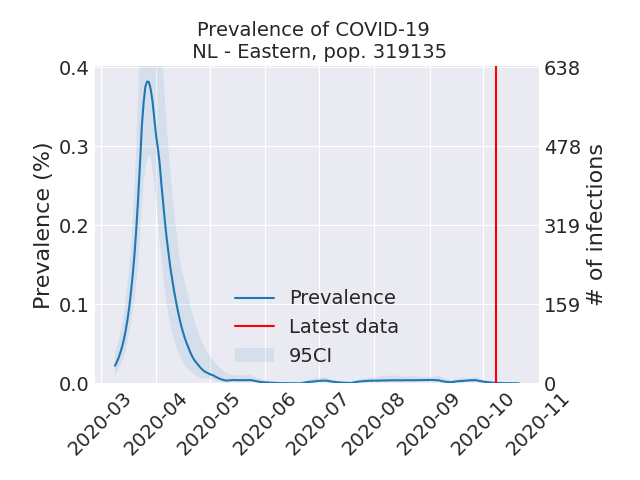 Prevalence of COVID-19
NL - Eastern, pop. 319135
Prevalence (%)
0.4
0.3
0.2
0.1
0.0
638
478
319
159
0
# of infections
Prevalence
Latest data
95CI
2020-03
2020-04
2020-05
2020-06
2020-07
2020-08
2020-09
2020-10
2020-11